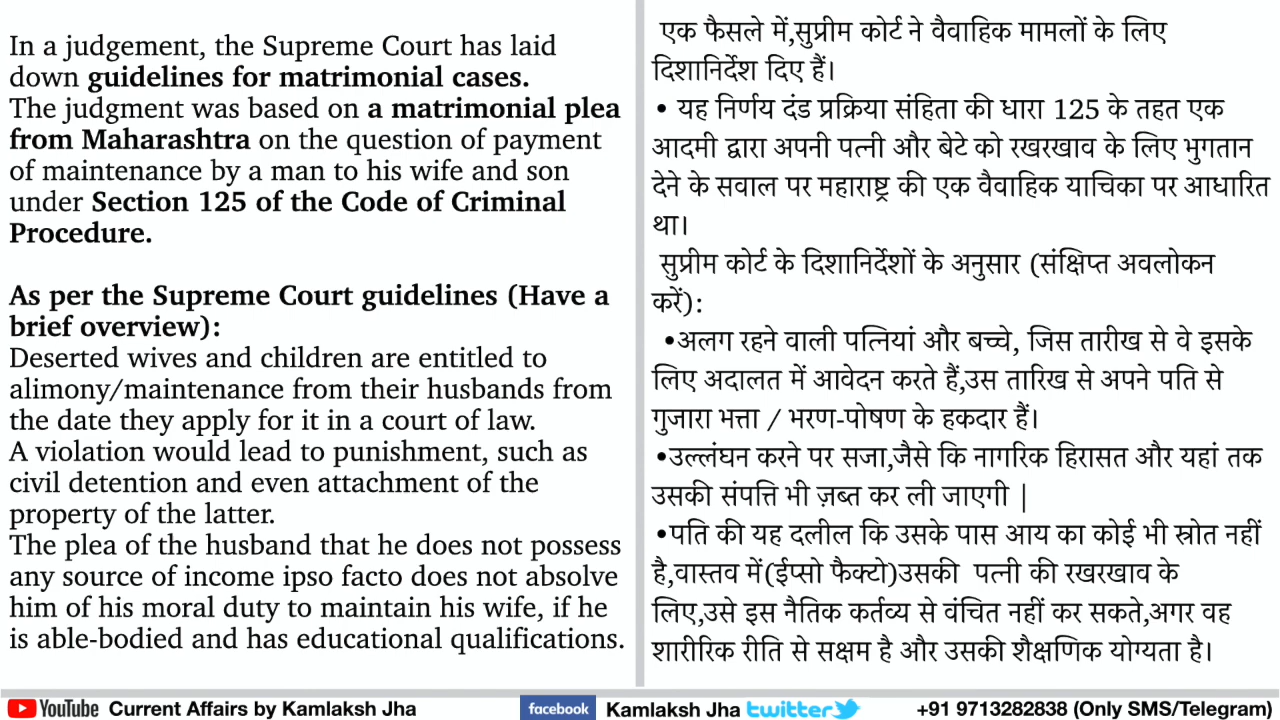 In a judgement, the Supreme Court has laid
down guidelines for matrimonial cases.
The judgment was based on a matrimonial plea
from Maharashtra on the question of payment
of maintenance by a man to his wife and son
under Section 125 of the Code of Criminal
Procedure.
As per the Supreme Court guidelines (Have a
brief overview):
Deserted wives and children are entitled to
alimony/maintenance from their husbands from
the date they apply for it in a court of law.
A violation would lead to punishment, such as
civil detention and even attachment of the
property of the latter.
The plea of the husband that he does not possess
any source of income ipso facto does not absolve
him of his moral duty to maintain his wife, if he
is able-bodied and has educational qualifications.
एक फैसले में,सुप्रीम कोर्ट ने वैवाहिक मामलों के लिए
दिशानिर्देश दिए हैं।
• यह निर्णय दंड प्रक्रिया संहिता की धारा 125 के तहत एक
आदमी द्वारा अपनी पत्नी और बेटे को रखरखाव के लिए भुगतान
देने के सवाल पर महाराष्ट्र की एक वैवाहिक याचिका पर आधारित
था।
सुप्रीम कोर्ट के दिशानिर्देशों के अनुसार (संक्षिप्त अवलोकन
करें):
•अलग रहने वाली पत्नियां और बच्चे, जिस तारीख से वे इसके
लिए अदालत में आवेदन करते हैं,उस तारिख से अपने पति से
गुजारा भत्ता / भरण-पोषण के हकदार हैं।
•उल्लंघन करने पर सजा,जैसे कि नागरिक हिरासत और यहां तक
उसकी संपत्ति भी ज़ब्त कर ली जाएगी |
•पति की यह दलील कि उसके पास आय का कोई भी स्रोत नहीं
है,वास्तव में(ईप्सो फैक्टो)उसकी पत्नी की रखरखाव के
लिए,उसे इस नैतिक कर्तव्य से वंचित नहीं कर सकते,अगर वह
शारीरिक रीति से सक्षम है और उसकी शैक्षणिक योग्यता है।
YouTube Current Affairs by Kamlaksh Jha facebook Kamlaksh Jha twitter +91 9713282838 (Only SMS/Telegram)